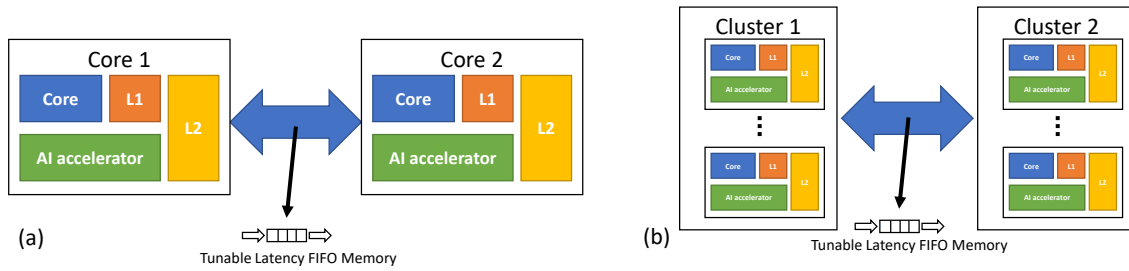 Core 1
Core
L1
L2
AI accelerator
Core 2
Core
L1
L2
AI accelerator
(a)
Tunable Latency FIFO Memory
Cluster 1
Core
L1
L2
AI accelerator
Core
L1
L2
AI accelerator
Cluster 2
Core
L1
L2
AI accelerator
Core
L1
L2
AI accelerator
(b)
Tunable Latency FIFO Memory